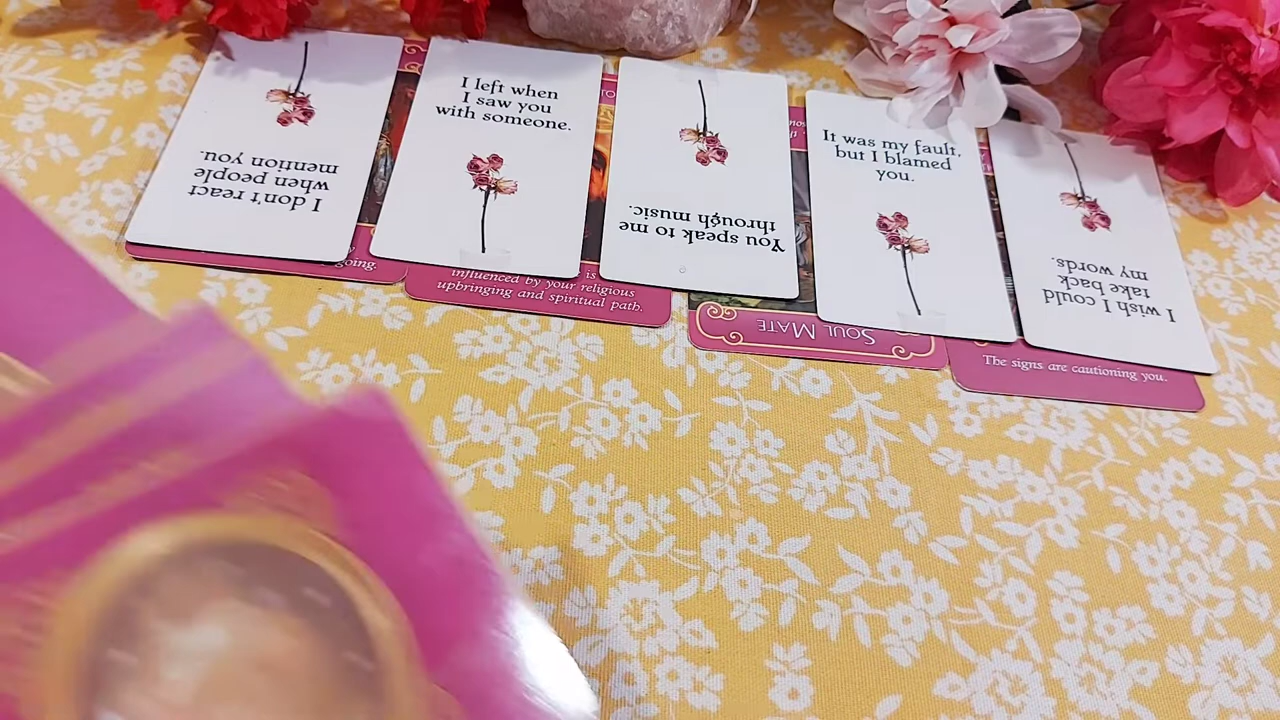 I don't react
when people
mention you.
going.
I left when
I saw you
with someone.
is
influenced by your religious
upbringing and spiritual path.
You speak to me
through music.
SOUL MATE
It was my fault,
but I blamed
you.
I wish I could
take back
my words.
The signs are cautioning you.